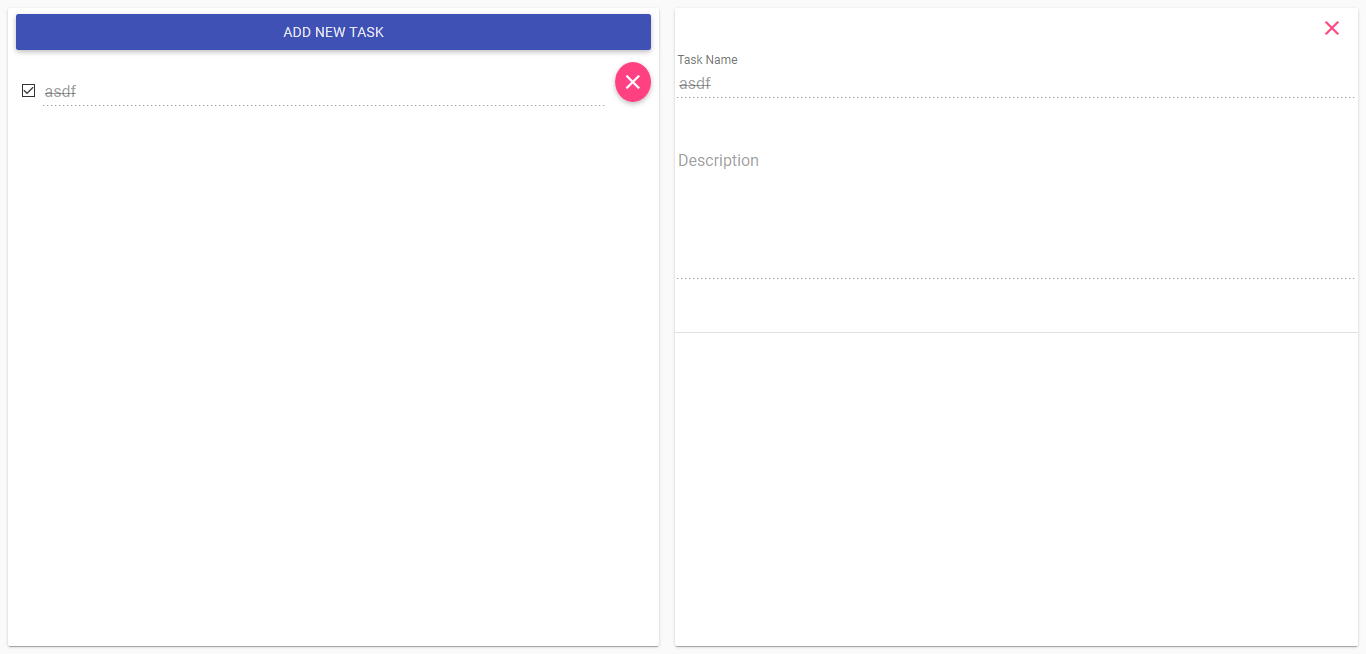 ADD NEW TASK
asdf
Task Name
asdf
Description